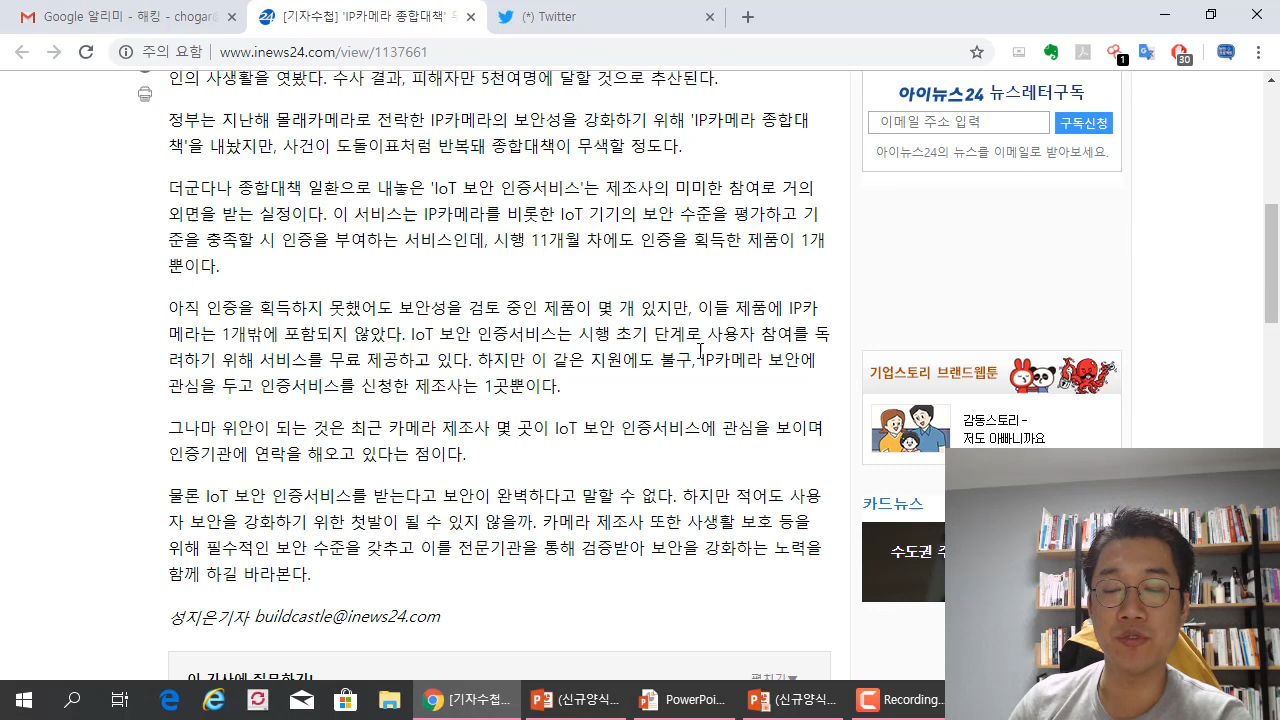 Google 알리미 - 해킹 - chogar
[기자수첩] 'IP카메라 종합대책'
(*) Twitter
주의 요함
www.inews24.com/view/1137661
1
30
인의 사생활을 엿봤다. 수사 결과, 피해자만 5천여명에 달할 것으로 추산된다.
정부는 지난해 몰래카메라로 전락한 IP카메라의 보안성을 강화하기 위해 'IP카메라 종합대
책'을 내놨지만, 사건이 도돌이표처럼 반복돼 종합대책이 무색할 정도다.
더군다나 종합대책 일환으로 내놓은 'IoT 보안 인증서비스'는 제조사의 미미한 참여로 거의
외면을 받는 실정이다. 이 서비스는 IP카메라를 비롯한 IoT 기기의 보안 수준을 평가하고 기
준을 충족할 시 인증을 부여하는 서비스인데, 시행 11개월 차에도 인증을 획득한 제품이 1개
뿐이다.
아직 인증을 획득하지 못했어도 보안성을 검토 중인 제품이 몇 개 있지만, 이들 제품에 IP카
메라는 1개밖에 포함되지 않았다. IoT 보안 인증서비스는 시행 초기 단계로 사용자 참여를 독
려하기 위해 서비스를 무료 제공하고 있다. 하지만 이 같은 지원에도 불구, IP카메라 보안에
관심을 두고 인증서비스를 신청한 제조사는 1곳뿐이다.
그나마 위안이 되는 것은 최근 카메라 제조사 몇 곳이 IoT 보안 인증서비스에 관심을 보이며
인증기관에 연락을 해오고 있다는 점이다.
물론 IoT 보안 인증서비스를 받는다고 보안이 완벽하다고 말할 수 없다. 하지만 적어도 사용
자 보안을 강화하기 위한 첫발이 될 수 있지 않을까. 카메라 제조사 또한 사생활 보호 등을
위해 필수적인 보안 수준을 갖추고 이를 전문기관을 통해 검증받아 보안을 강화하는 노력을
함께 하길 바라본다.
성지은기자 buildcastle@inews24.com
이 기사에 질문하기!
펼치기▼
아이뉴스24 뉴스레터구독
이메일 주소 입력
구독신청
아이뉴스24의 뉴스를 이메일로 받아보세요.
기업스토리 브랜드웹툰
감동스토리 -
저도 아빠니까요
카드뉴스
수도권
[기자수첩...
(신규양식...
PowerPoi...
(신규양식...
Recording...